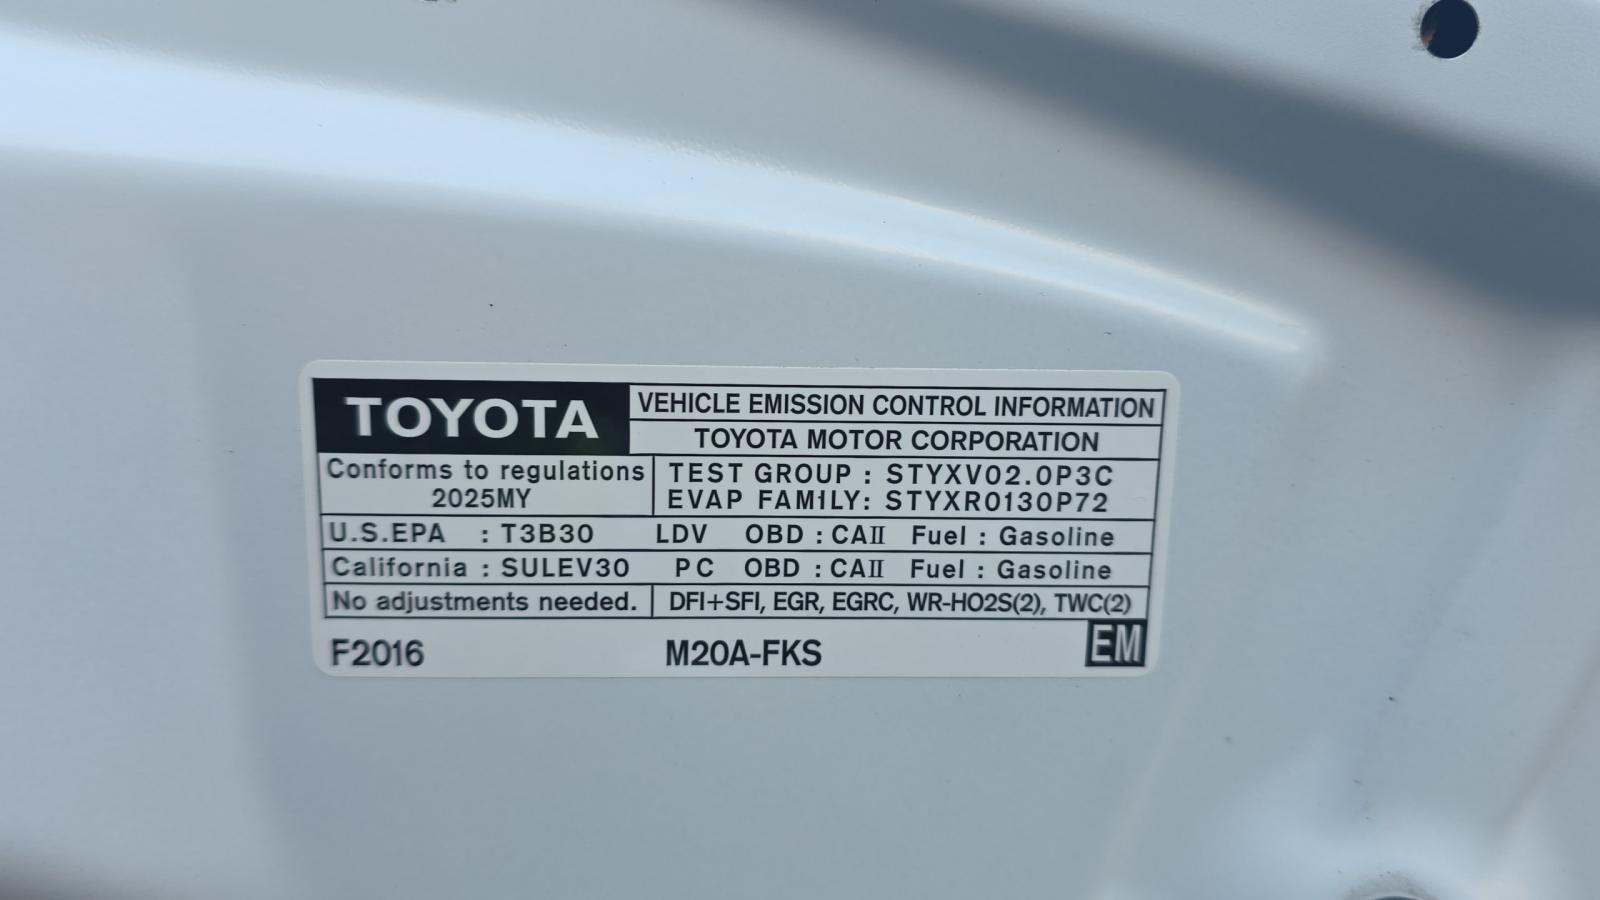 TOYOTA
VEHICLE EMISSION CONTROL INFORMATION
TOYOTA MOTOR CORPORATION
Conforms to regulations
2025MY
TEST GROUP : STYXV02.0P3C
EVAP FAMILY: STYXR0130P72
U.S.EPA : T3B30 LDV OBD : CAⅡ Fuel : Gasoline
California : SULEV30 PC OBD : CAⅡ Fuel : Gasoline
No adjustments needed. DFI+SFI, EGR, EGRC, WR-HO2S(2), TWC(2)
F2016 M20A-FKS EM